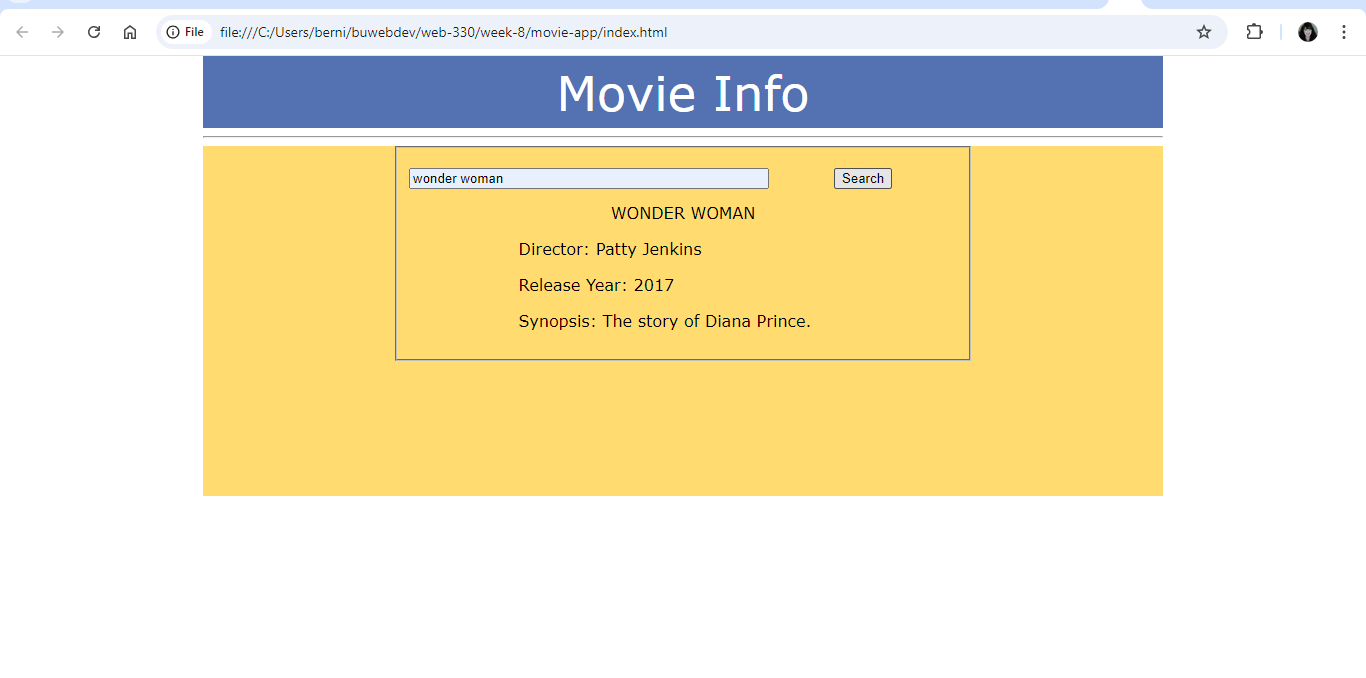 File file:///C:/Users/berni/buwebdev/web-330/week-8/movie-app/index.html
Movie Info
wonder woman Search
WONDER WOMAN
Director: Patty Jenkins
Release Year: 2017
Synopsis: The story of Diana Prince.